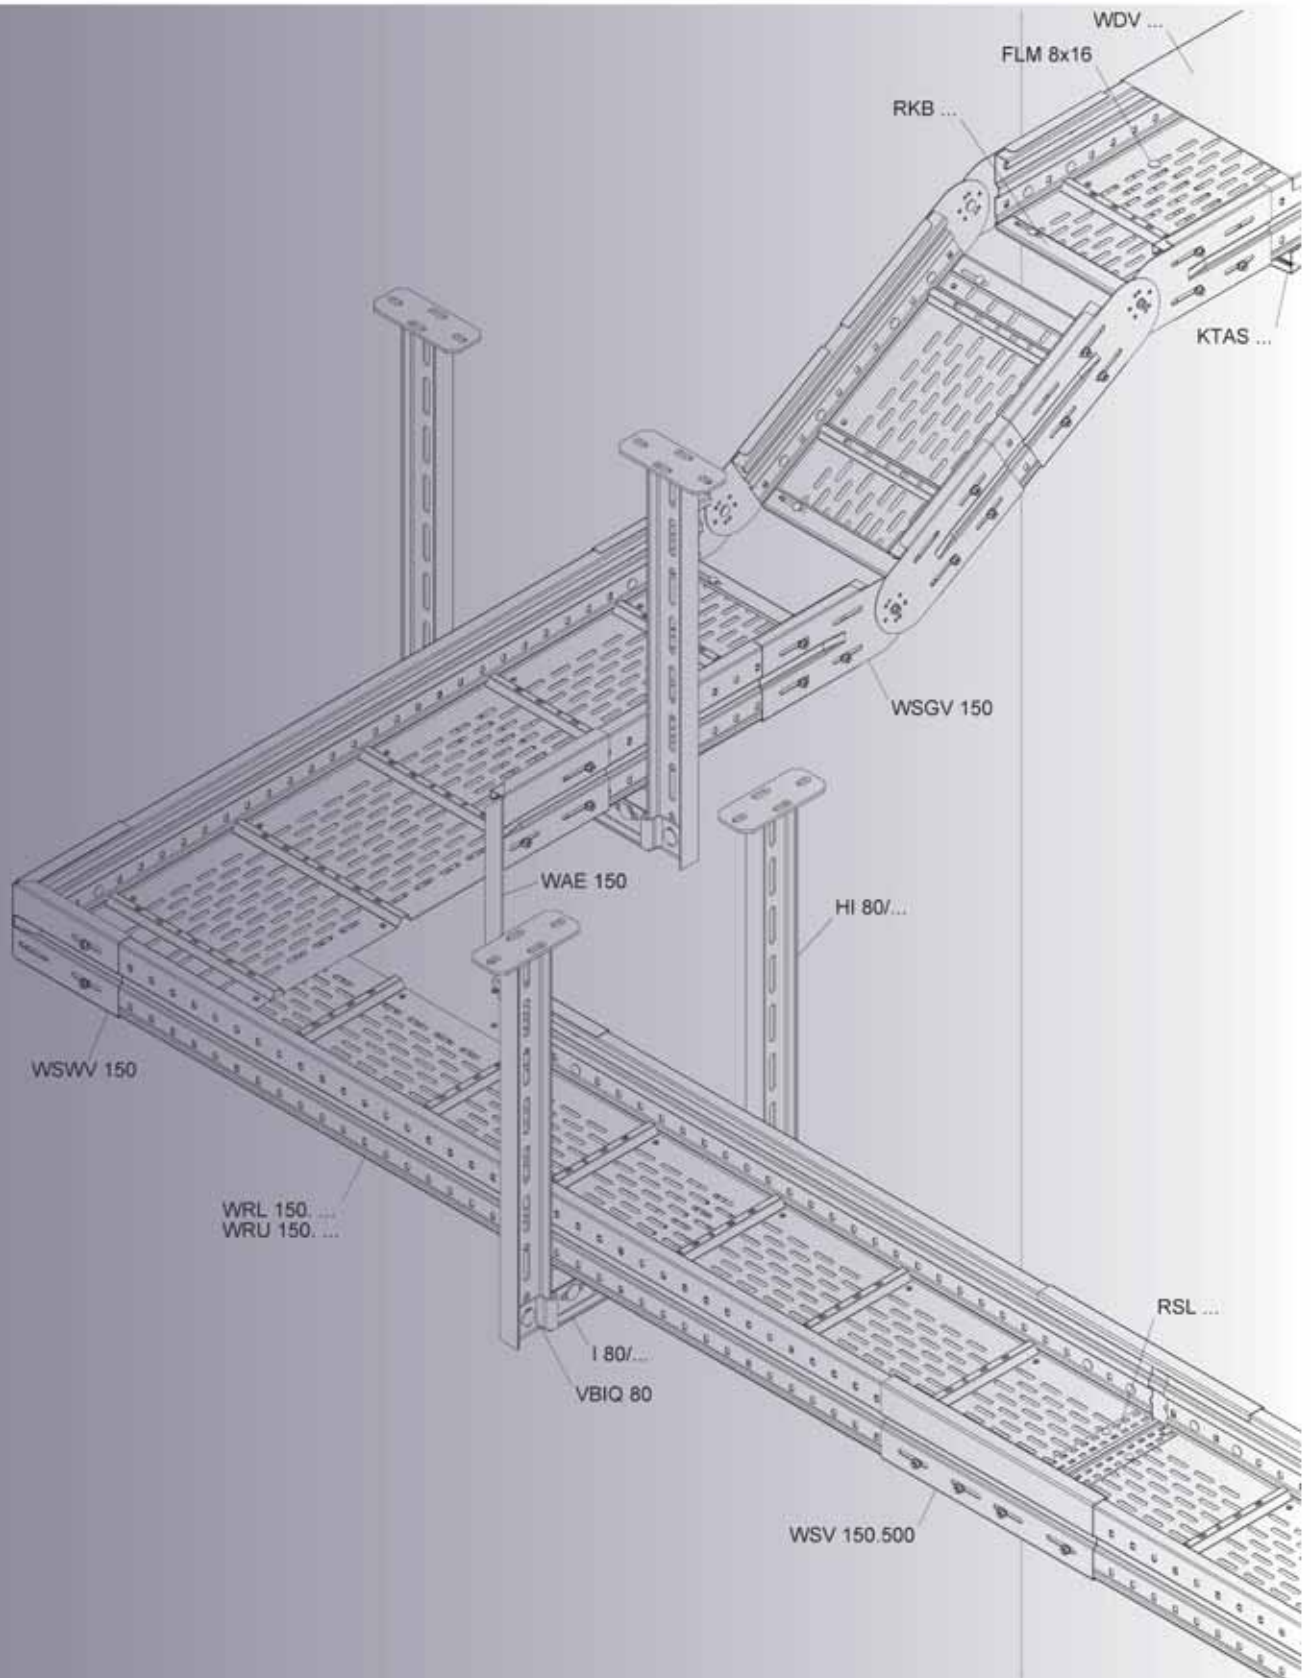 WDV ...
FLM 8x16
RKB ...
KTAS ...
WSGV 150
WAE 150
HI 80/...
WSWV 150
WRL 150. ...
WRU 150. ...
RSL ...
I 80/...
VBIQ 80
WSV 150.500